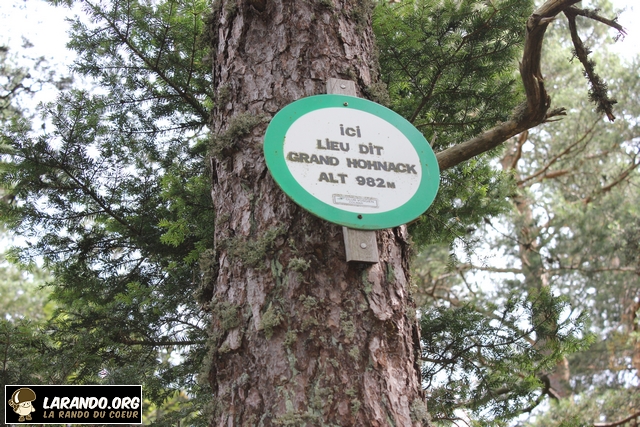 ici
LiEU DiT
GRAND HOHNACK
ALT 982M
LARANDO.ORG
LA RANDO DU COEUR